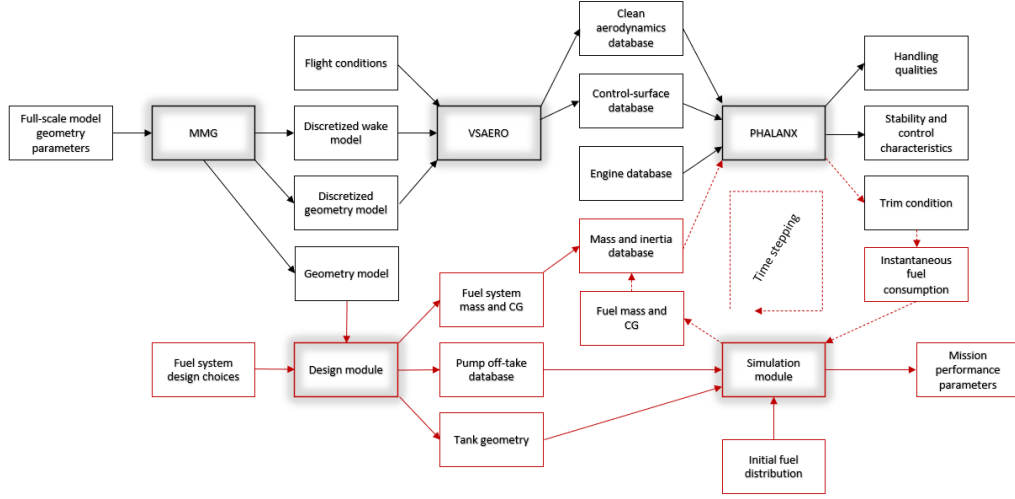 Clean
aerodynamics
database
Flight conditions
Handling
qualities
Full-scale model
geometry
parameters
MMG
Discretized wake
model
VSAERO
Control-surface
database
PHALANX
Stability and
control
characteristics
Discretized
geometry model
Engine database
Trim condition
Geometry model
Mass and inertia
database
Time stepping
Instantaneous
fuel
consumption
Fuel system
mass and CG
Fuel mass and
CG
Fuel system
design choices
Design module
Pump off-take
database
Simulation
module
Mission
performance
parameters
Tank geometry
Initial fuel
distribution